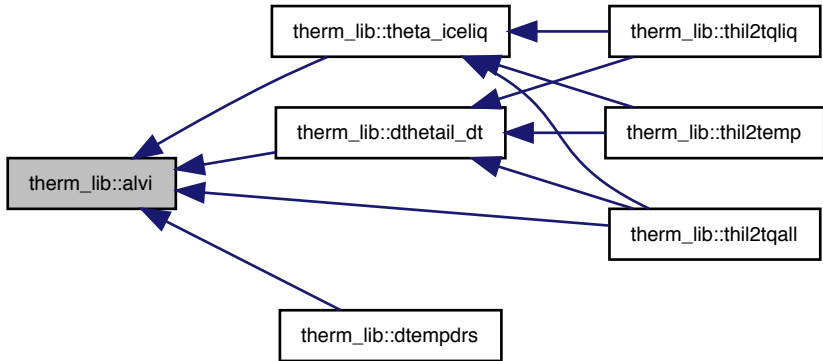 therm_lib::theta_iceliq
therm_lib::thil2tqliq
therm_lib::dthetail_dt
therm_lib::thil2temp
therm_lib::alvi
therm_lib::thil2tqall
therm_lib::dtempdrs